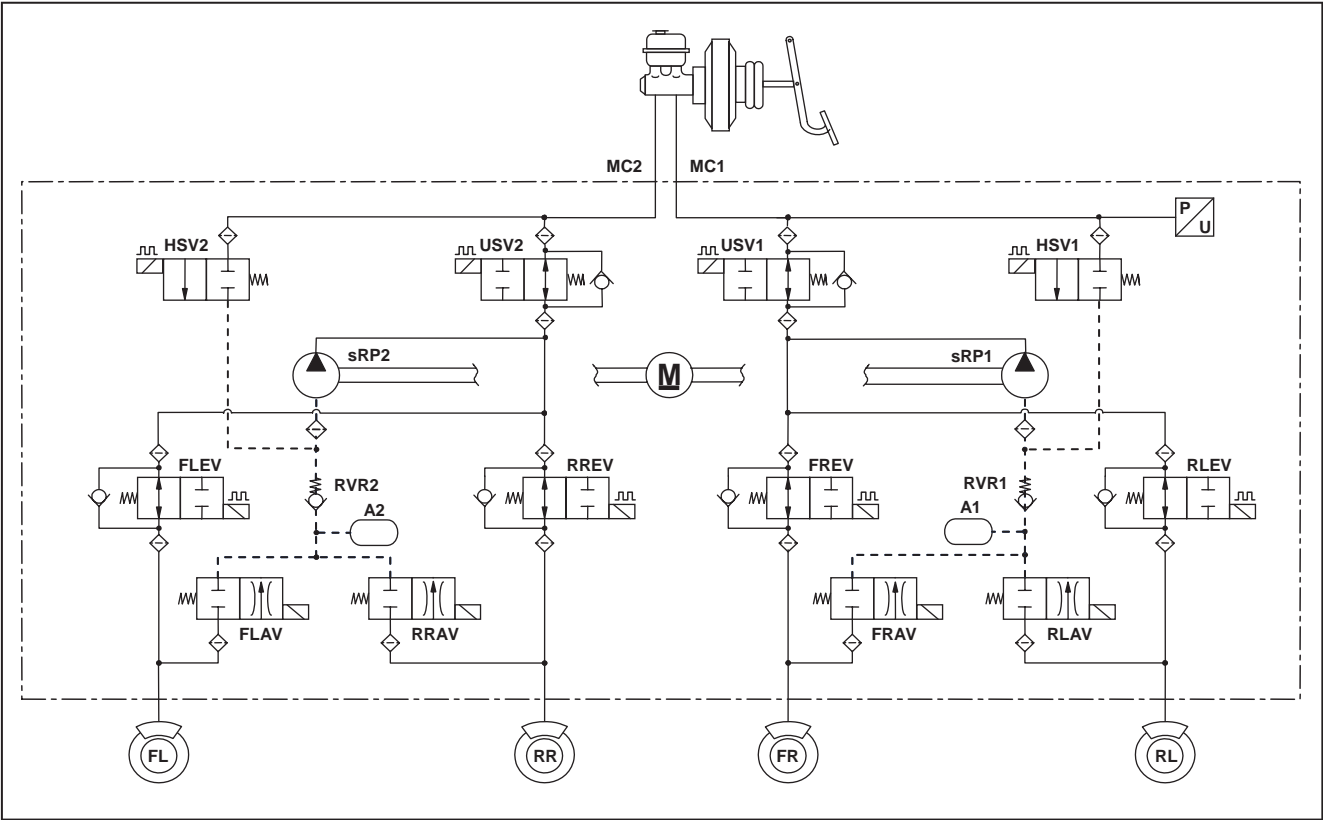 MC2 MC1
P
U
HSV2 USV2 USV1 HSV1
sRP2 M sRP1
FLEV RREV FREV RLEV
RVR2 RVR1
A2 A1
FLAV RRAV FRAV RLAV
FL RR FR RL